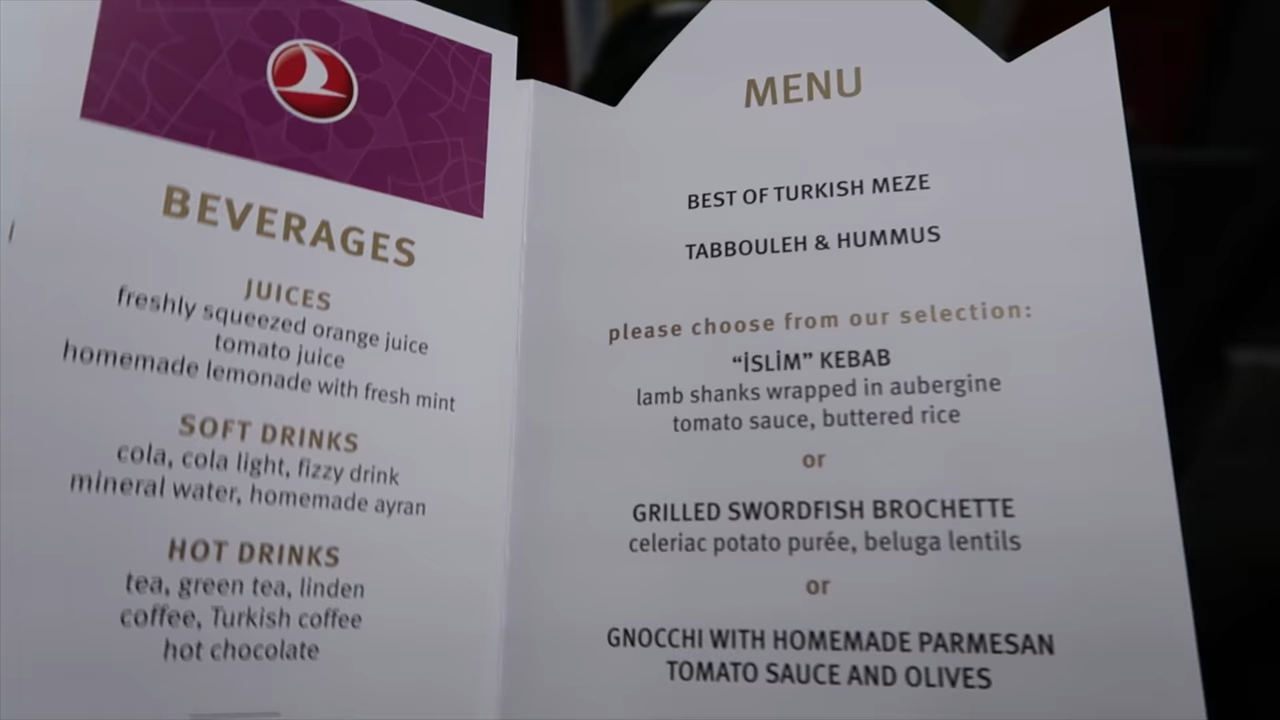 BEVERAGES
JUICES
freshly squeezed orange juice
tomato juice
homemade lemonade with fresh mint
SOFT DRINKS
cola, cola light, fizzy drink
mineral water, homemade ayran
HOT DRINKS
tea, green tea, linden
coffee, Turkish coffee
hot chocolate
MENU
BEST OF TURKISH MEZE
TABBOULEH & HUMMUS
please choose from our selection:
“İSLİM” KEBAB
lamb shanks wrapped in aubergine
tomato sauce, buttered rice
or
GRILLED SWORDFISH BROCHETTE
celeriac potato purée, beluga lentils
or
GNOCCHI WITH HOMEMADE PARMESAN
TOMATO SAUCE AND OLIVES